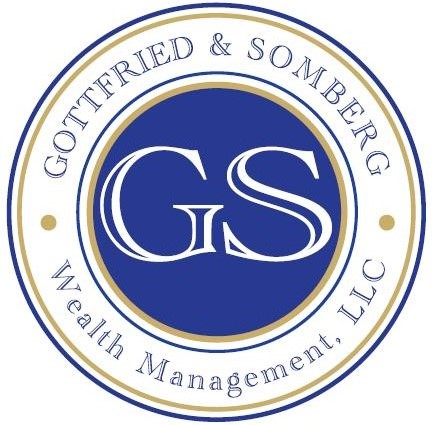 GOTTFRIED & SOMBERG
GS
Wealth Management, LLC